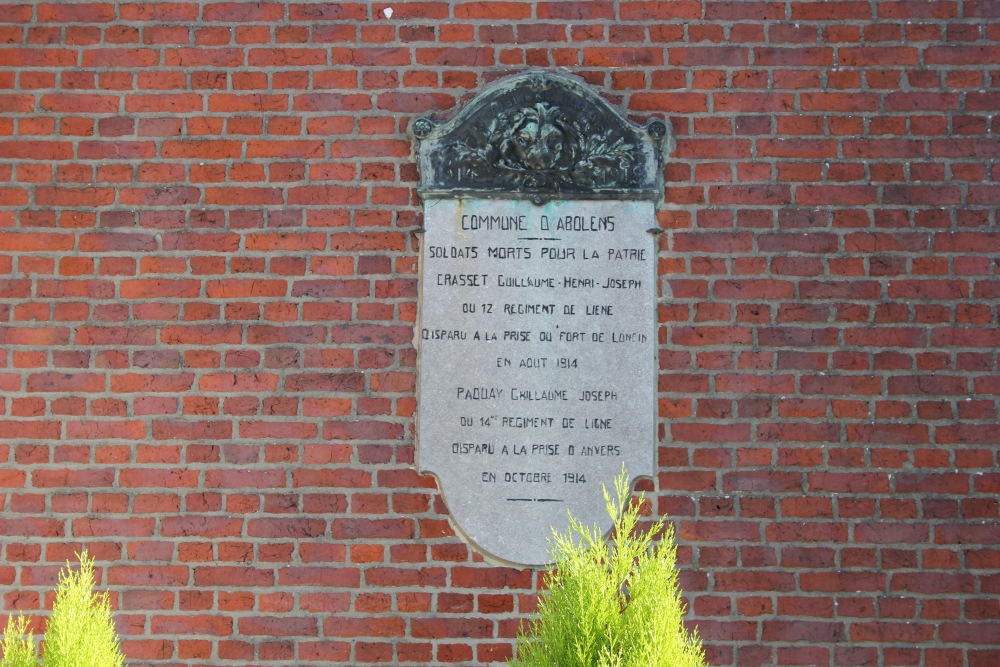 COMMUNE D ABOLENS
SOLDATS MORTS POUR LA PATRIE
GRASSET GUILLAUME-HENRI-JOSEPH
DU 12 REGIMENT DE LIGNE
DISPARU A LA PRISE DU FORT DE LONCIN
EN AOUT 1914
PAQUAY GUILLAUME JOSEPH
DU 14ME REGIMENT DE LIGNE
DISPARU A LA PRISE D ANVERS
EN OCTOBRE 1914